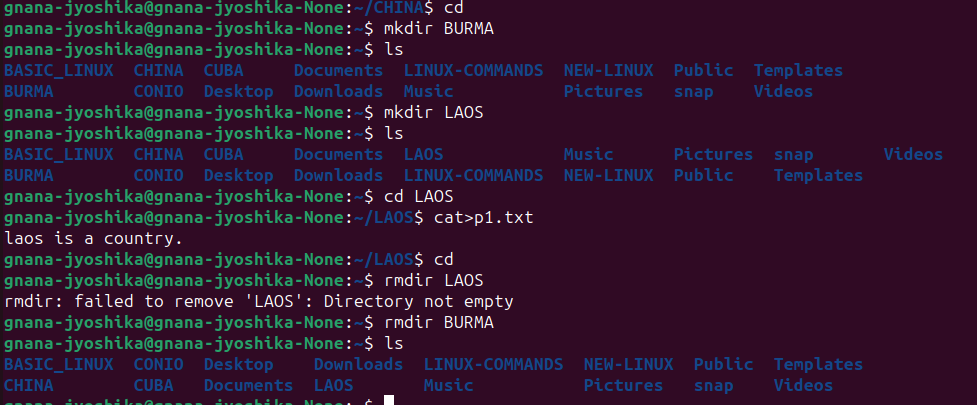 gnana-jyoshika@gnana-jyoshika-None:~/CHINA$ cd
gnana-jyoshika@gnana-jyoshika-None:~$ mkdir BURMA
gnana-jyoshika@gnana-jyoshika-None:~$ ls
BASIC_LINUX  CHINA  CUBA     Documents  LINUX-COMMANDS  NEW-LINUX  Public  Templates
BURMA        CONIO  Desktop  Downloads  Music           Pictures   snap    Videos
gnana-jyoshika@gnana-jyoshika-None:~$ mkdir LAOS
gnana-jyoshika@gnana-jyoshika-None:~$ ls
BASIC_LINUX  CHINA  CUBA     Documents  LAOS            Music      Pictures  snap       Videos
BURMA        CONIO  Desktop  Downloads  LINUX-COMMANDS  NEW-LINUX  Public    Templates
gnana-jyoshika@gnana-jyoshika-None:~$ cd LAOS
gnana-jyoshika@gnana-jyoshika-None:~/LAOS$ cat>p1.txt
laos is a country.
gnana-jyoshika@gnana-jyoshika-None:~/LAOS$ cd
gnana-jyoshika@gnana-jyoshika-None:~$ rmdir LAOS
rmdir: failed to remove 'LAOS': Directory not empty
gnana-jyoshika@gnana-jyoshika-None:~$ rmdir BURMA
gnana-jyoshika@gnana-jyoshika-None:~$ ls
BASIC_LINUX  CONIO  Desktop    Downloads  LINUX-COMMANDS  NEW-LINUX  Public  Templates
CHINA        CUBA   Documents  LAOS       Music           Pictures   snap    Videos
gnana-jyoshika@gnana-jyoshika-None:~$